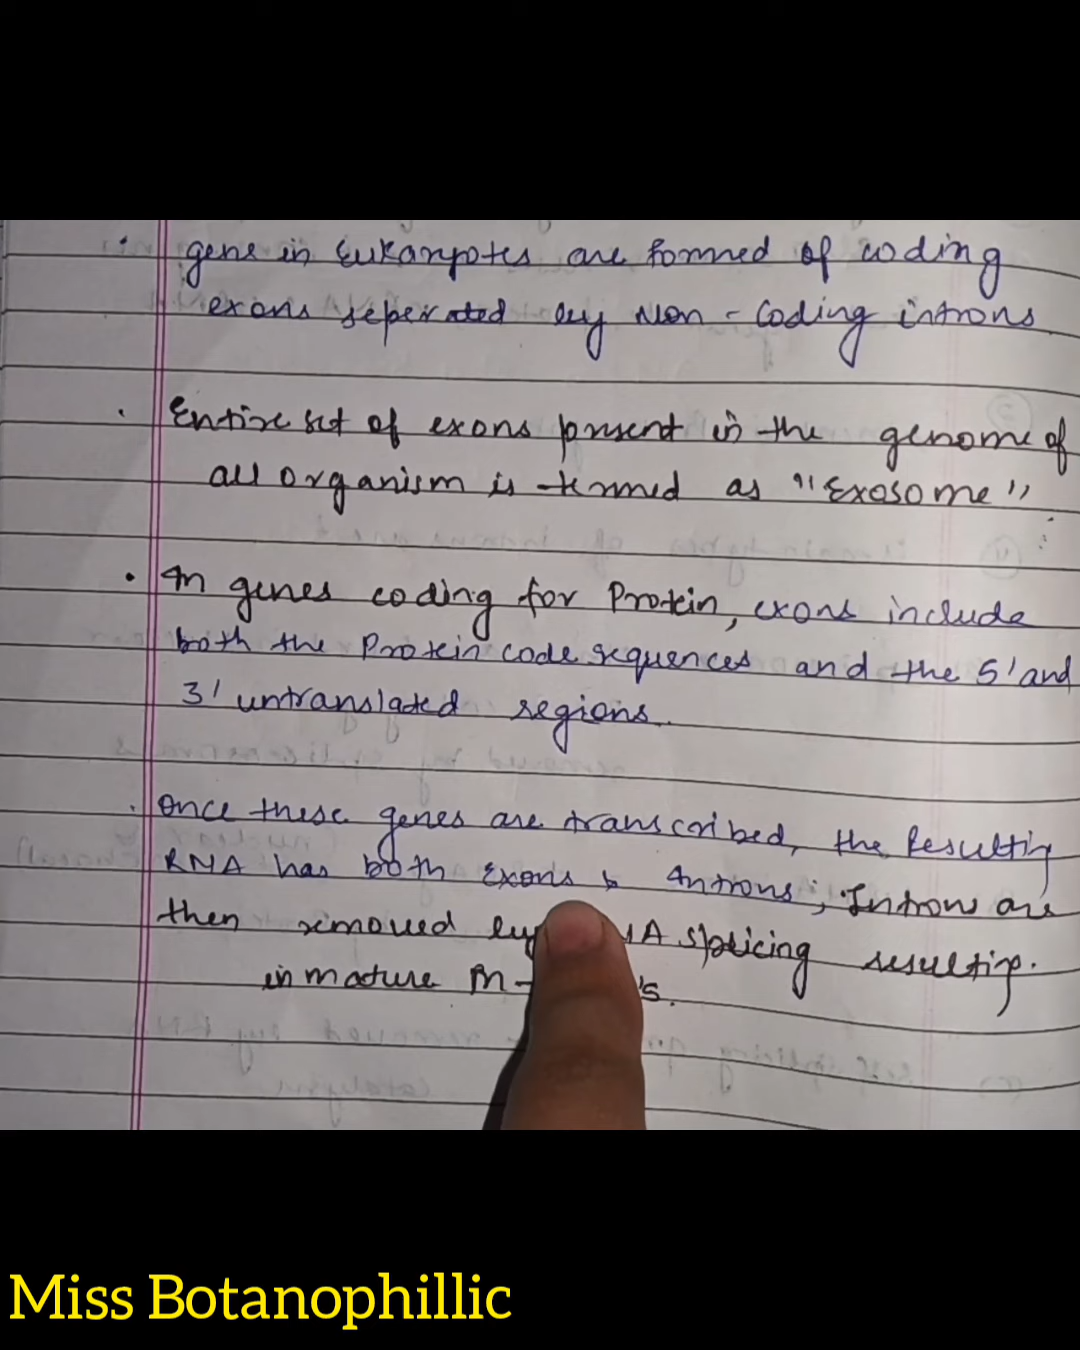 gene in Eukaryotes are formed of coding
exons seperated by Non-Coding introns
Entire set of exons present in the genome of
all organism is termed as "Exosome"
In genes coding for Protein, exons include
both the Protein code sequences and the 5' and
3' untranslated regions.
Once these genes are transcribed, the Resulting
RNA has both Exons & Introns; Introns are
then removed by splicing resulting
in mature m-
Miss Botanophillic